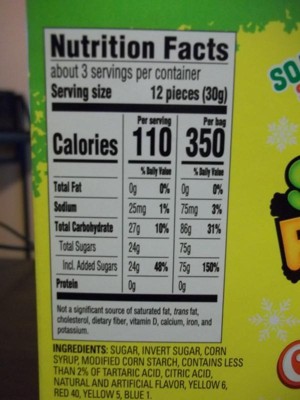 Nutrition Facts
about 3 servings per container
Serving size 12 pieces (30g)
Per serving Per bag
Calories 110 350
% Daily Value % Daily Value
Total Fat 0g 0% 0g 0%
Sodium 25mg 1% 75mg 3%
Total Carbohydrate 27g 10% 86g 31%
Total Sugars 24g 75g
Incl. Added Sugars 24g 48% 75g 150%
Protein 0g 0g
Not a significant source of saturated fat, trans fat,
cholesterol, dietary fiber, vitamin D, calcium, iron, and
potassium.
INGREDIENTS: SUGAR, INVERT SUGAR, CORN
SYRUP, MODIFIED CORN STARCH, CONTAINS LESS
THAN 2% OF TARTARIC ACID, CITRIC ACID,
NATURAL AND ARTIFICIAL FLAVOR, YELLOW 6,
RED 40, YELLOW 5, BLUE 1.